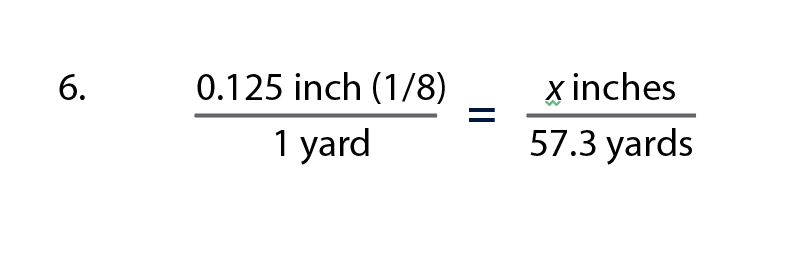 6. 0.125 inch (1/8) = x inches
1 yard 57.3 yards